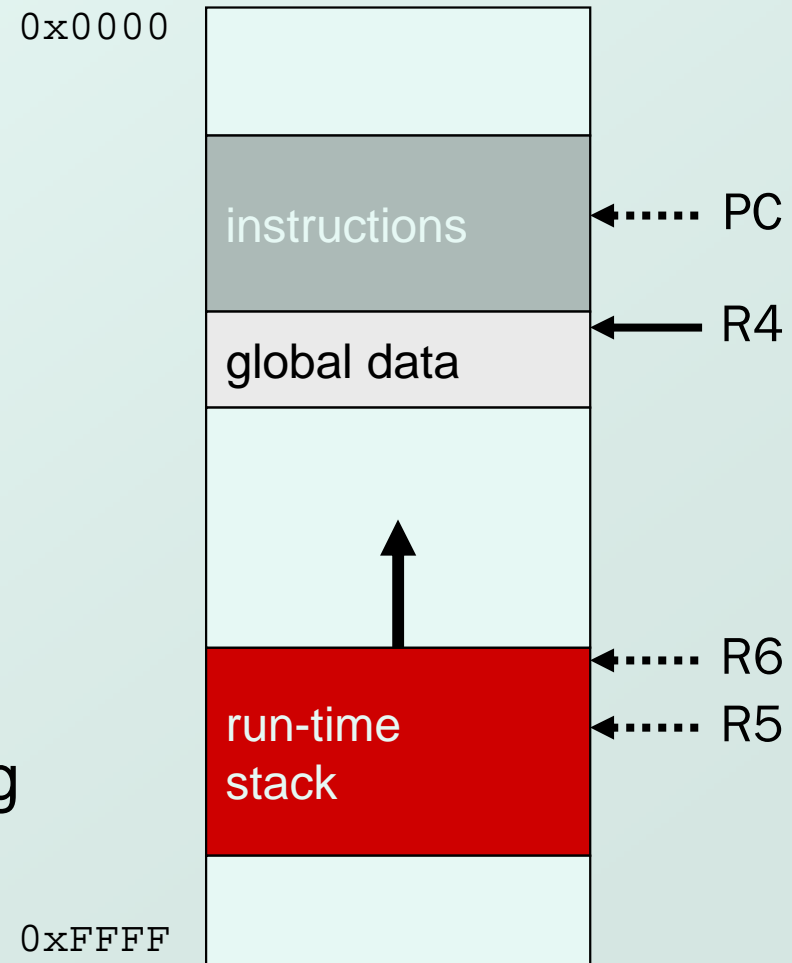 0x0000
instructions
PC
R4
global data
R6
run-time
R5
stack
g
0xFFFF